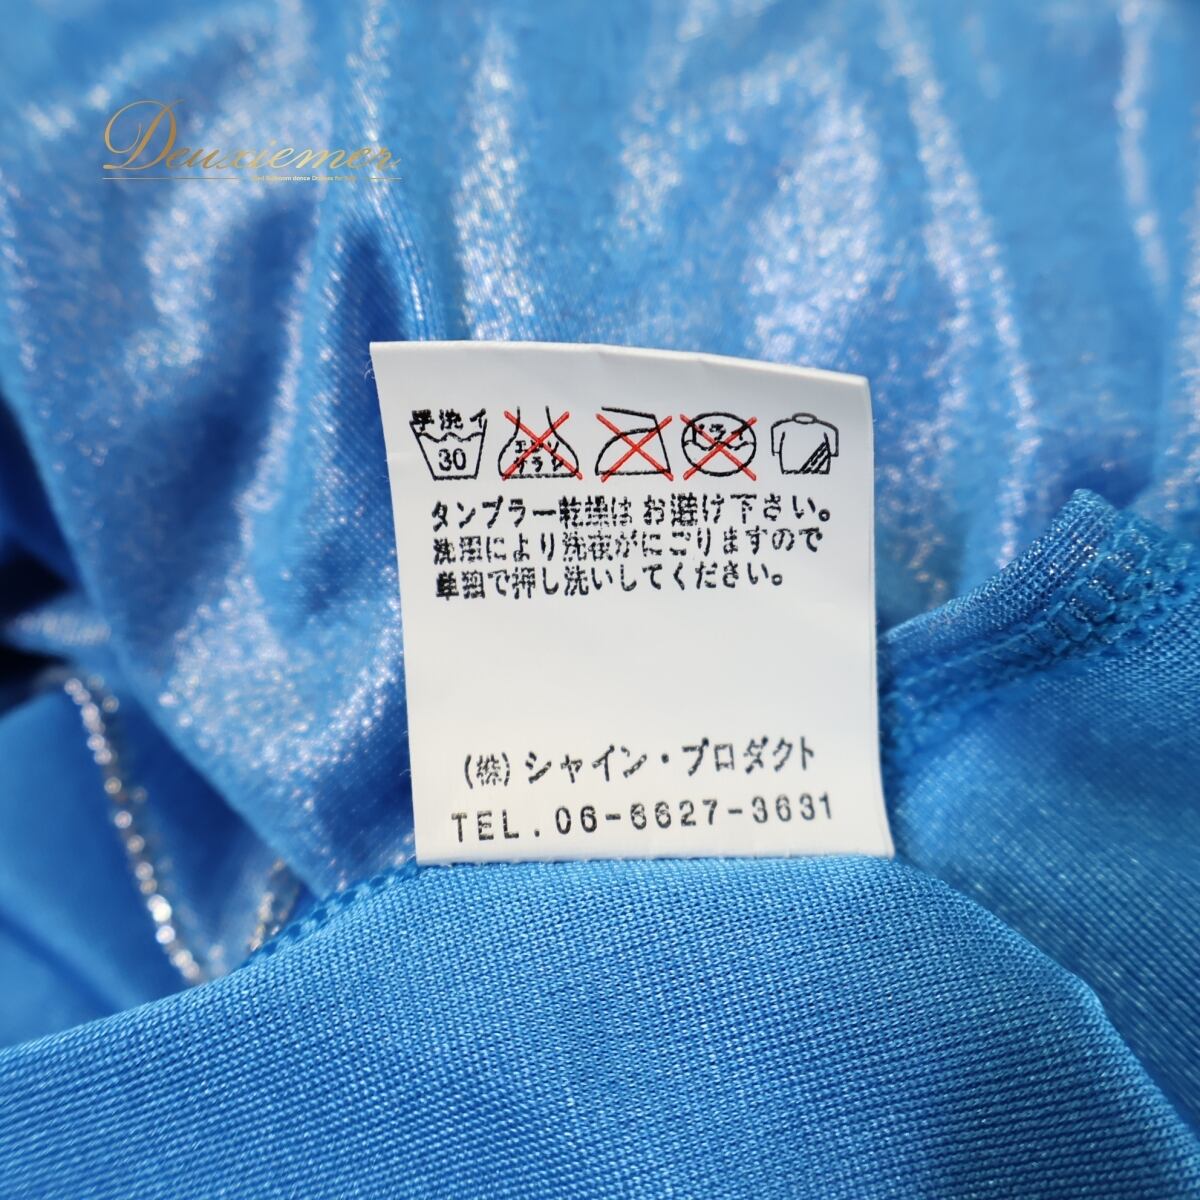 Deuxiemer.
手洗イ
30
エンソ
サラシ
ドライ
タンブラー乾燥は お避け下さい。
洗濯により洗液がにごりますので
単独で押し洗いしてください。
(株) シャイン・プロダクト
TEL.06-6627-3631